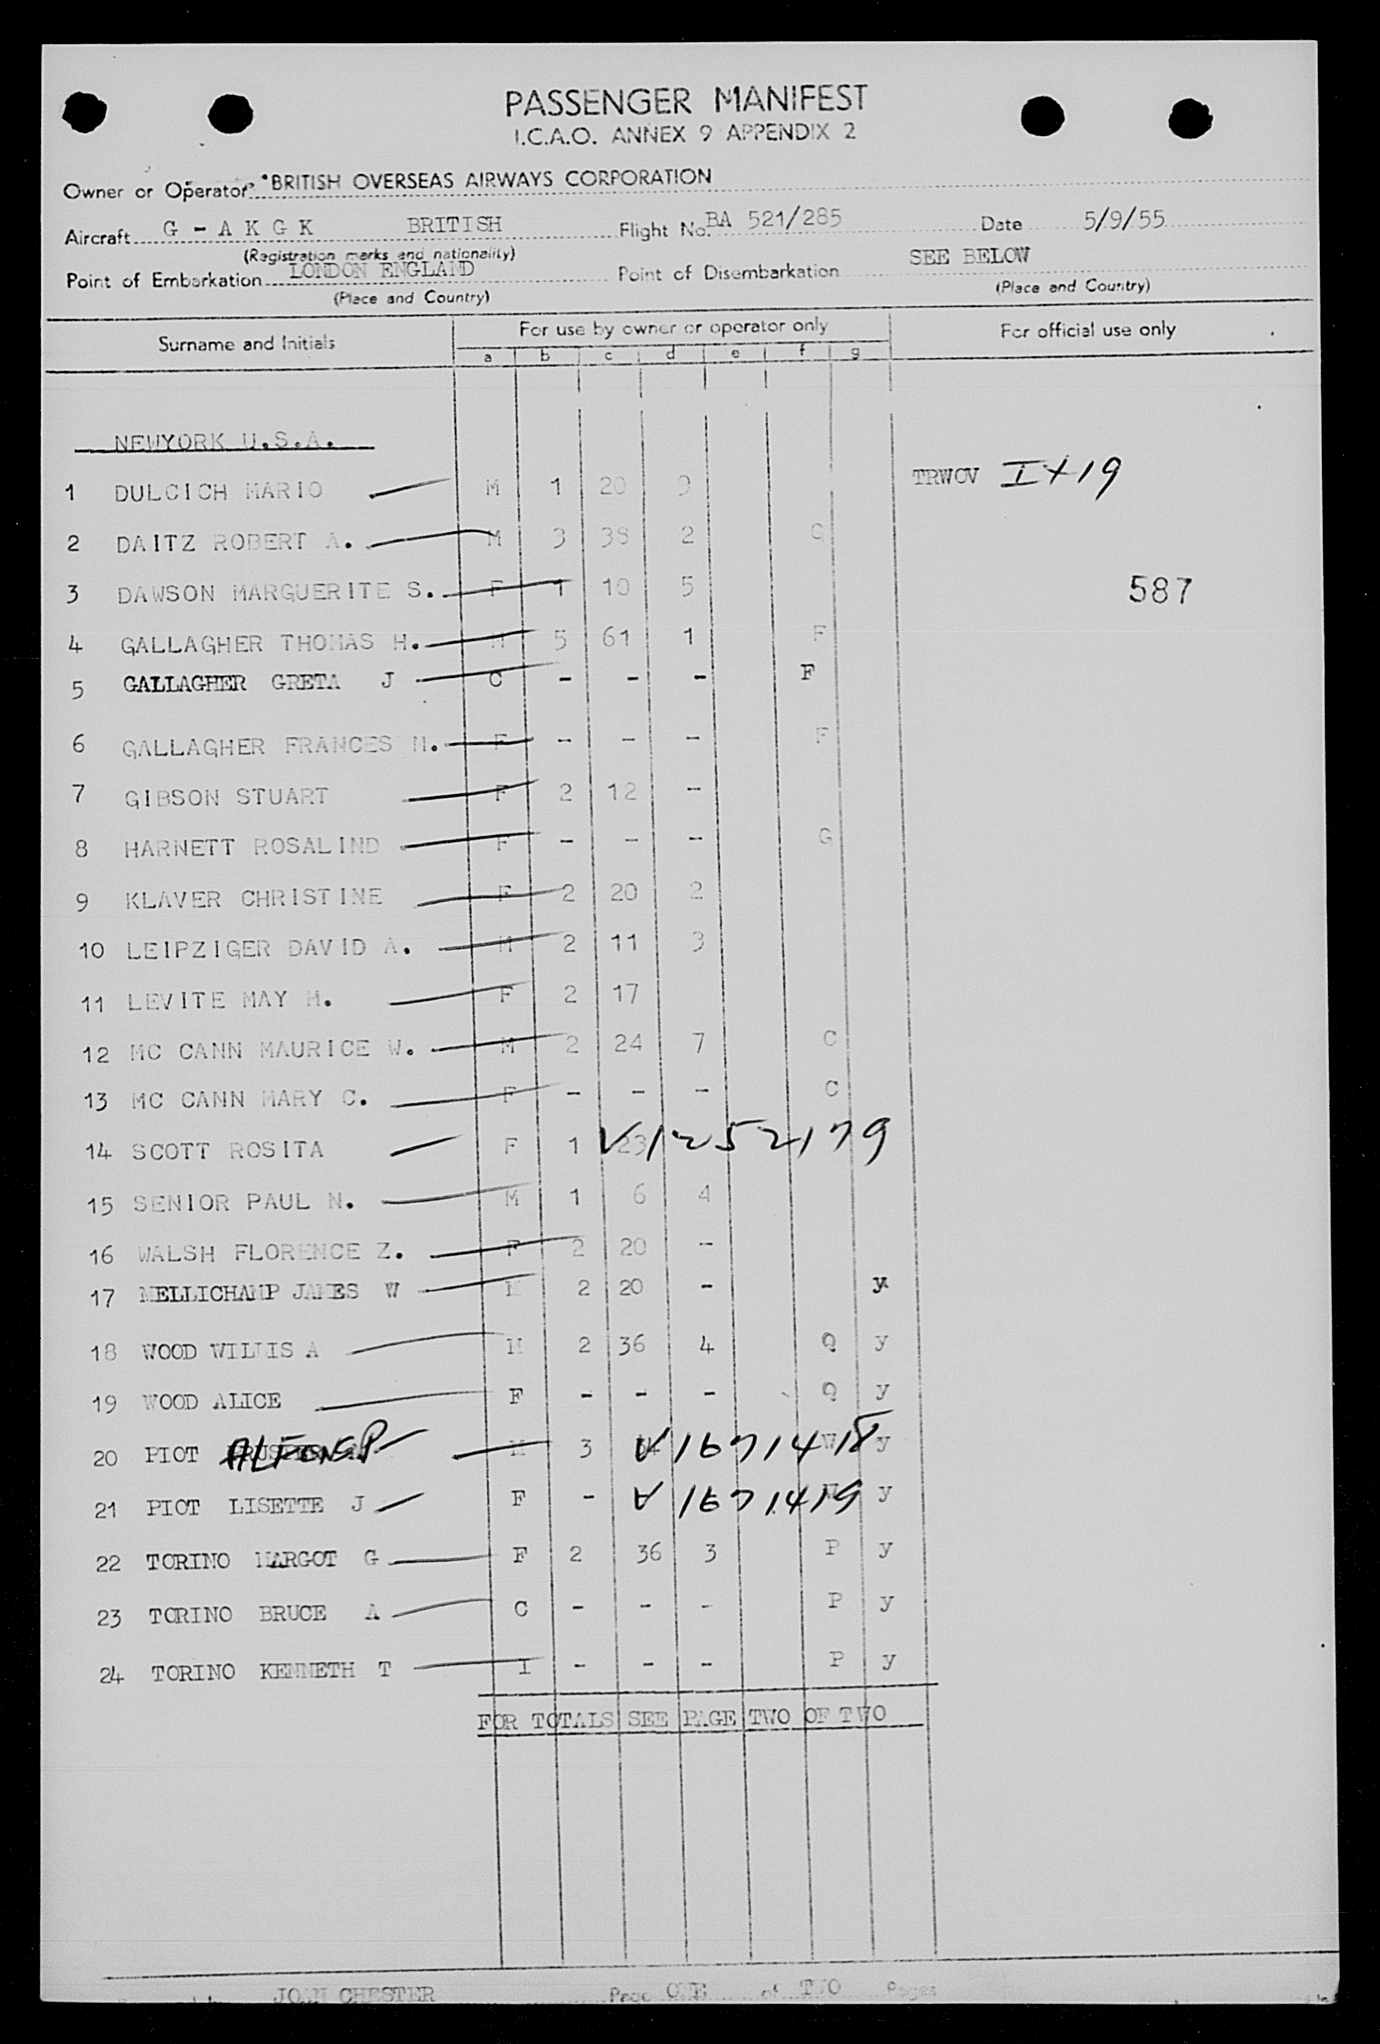 PASSENGER MANIFEST
I.C.A.O. ANNEX 9 APPENDIX 2
Owner or Operator BRITISH OVERSEAS AIRWAYS CORPORATION
Aircraft G - A K G K BRITISH Flight No. BA 521/285 Date 5/9/55
(Registration marks and nationality)
Point of Embarkation LONDON ENGLAND Point of Disembarkation SEE BELOW
(Place and Country) (Place and Country)
Surname and Initials For use by owner or operator only For official use only
a b c d e f g
NEWYORK U.S.A.
1 DULCICH MARIO M 1 20 9 TRWOV I+19
2 DAITZ ROBERT A. M 3 38 2 C
3 DAWSON MARGUERITE S. F 1 10 5 587
4 GALLAGHER THOMAS H. M 5 61 1 F
5 GALLAGHER GRETA J C - - - F
6 GALLAGHER FRANCES M. F - - - F
7 GIBSON STUART F 2 12 -
8 HARNETT ROSALIND F - - - G
9 KLAVER CHRISTINE F 2 20 2
10 LEIPZIGER DAVID A. M 2 11 3
11 LEVITE MAY M. F 2 17
12 MC CANN MAURICE W. M 2 24 7 C
13 MC CANN MARY C. F - - - C
14 SCOTT ROSITA F 1 23 V1252179
15 SENIOR PAUL N. M 1 6 4
16 WALSH FLORENCE Z. F 2 20 -
17 MELLICHAMP JAMES W M 2 20 - y
18 WOOD WILLIS A M 2 36 4 Q y
19 WOOD ALICE F - - - Q y
20 PIOT ALFONS P M 3 W y
21 PIOT LISETTE J F - y
22 TORINO MARGOT G F 2 36 3 P y
23 TORINO BRUCE A C - - - P y
24 TORINO KENNETH T I - - - P y
FOR TOTALS SEE PAGE TWO OF TWO
JOAN CHESTER Page ONE of TWO Pages